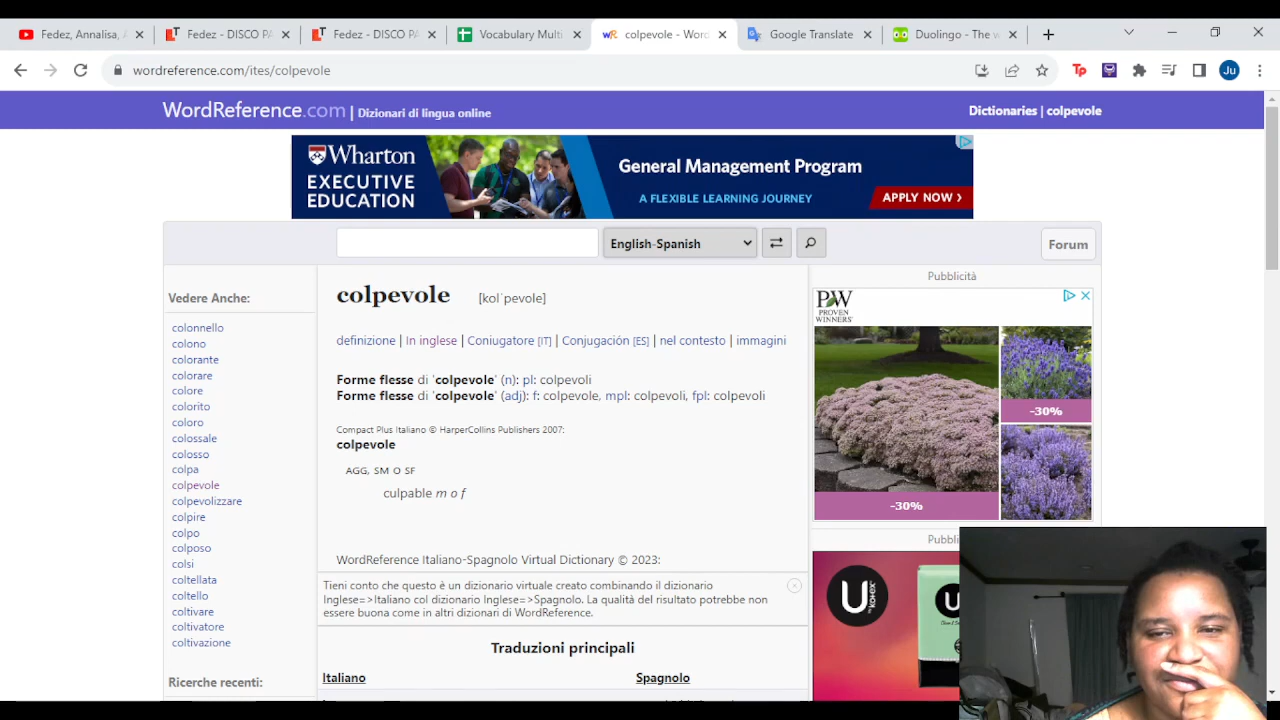 Fedez, Annalisa, A
Fedez - DISCO PA
Fedez - DISCO PA
Vocabulary Multi
colpevole - Word
Google Translate
Duolingo - The w
wordreference.com/ites/colpevole
Tp
Ju
WordReference.com | Dizionari di lingua online
Dictionaries | colpevole
Wharton
EXECUTIVE
EDUCATION
General Management Program
A FLEXIBLE LEARNING JOURNEY
APPLY NOW
English-Spanish
Forum
Vedere Anche:
colonnello
colono
colorante
colorare
colore
colorito
coloro
colossale
colosso
colpa
colpevole
colpevolizzare
colpire
colpo
colposo
colsi
coltellata
coltello
coltivare
coltivatore
coltivazione
Ricerche recenti:
colpevole [kolˈpevole]
definizione | In inglese | Coniugatore [IT] | Conjugación [ES] | nel contesto | immagini
Forme flesse di 'colpevole' (n): pl: colpevoli
Forme flesse di 'colpevole' (adj): f: colpevole, mpl: colpevoli, fpl: colpevoli
Compact Plus Italiano © HarperCollins Publishers 2007:
colpevole
AGG, SM O SF
culpable m o f
WordReference Italiano-Spagnolo Virtual Dictionary © 2023:
Tieni conto che questo è un dizionario virtuale creato combinando il dizionario
Inglese=>Italiano col dizionario Inglese=>Spagnolo. La qualità del risultato potrebbe non
essere buona come in altri dizionari di WordReference.
Traduzioni principali
Italiano Spagnolo
Pubblicità
PW
PROVEN
WINNERS
-30%
-30%
Pubbli
U